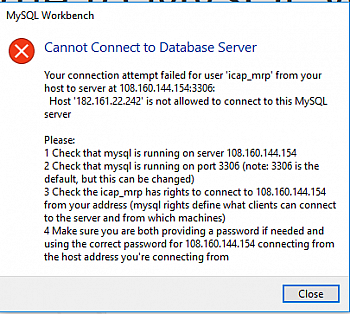 MySQL Workbench
Cannot Connect to Database Server
Your connection attempt failed for user 'icap_mrp' from your
host to server at 108.160.144.154:3306:
Host '182.161.22.242' is not allowed to connect to this MySQL
server
Please:
1 Check that mysql is running on server 108.160.144.154
2 Check that mysql is running on port 3306 (note: 3306 is
the default, but this can be changed)
3 Check the icap_mrp has rights to connect to 108.160.144.154
from your address (mysql rights define what clients can connect
to the server and from which machines)
4 Make sure you are both providing a password if needed and
using the correct password for 108.160.144.154 connecting from
the host address you're connecting from
Close